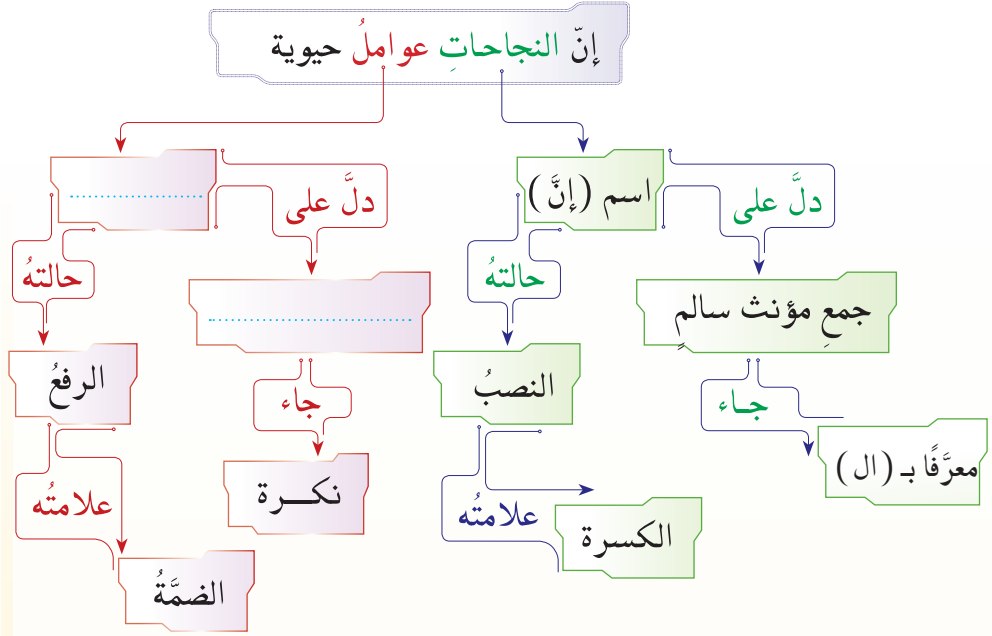 إنّ النجاحاتِ عواملُ حيوية
اسم (إنَّ)
دلَّ على
جمعِ مؤنث سالمٍ
جـاء
معرَّفًا بـ (ال)
حالتهُ
النصبُ
علامتُه
الكسرة
....................
دلَّ على
..............................
جاء
نكـــرة
حالتهُ
الرفعُ
علامتُه
الضمَّةُ